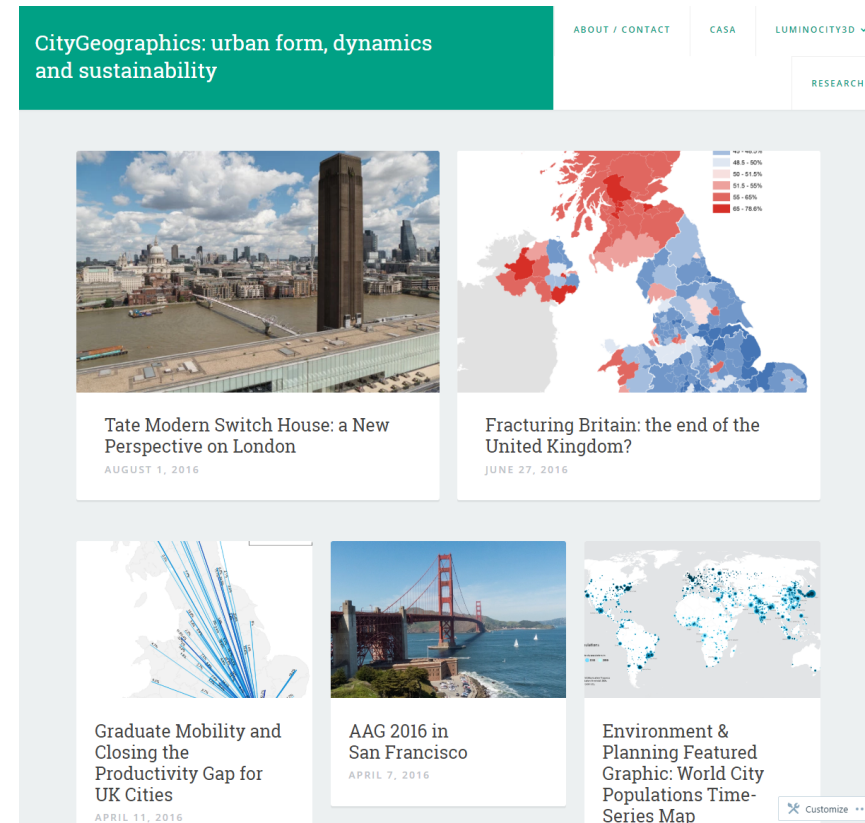 CityGeographics: urban form, dynamics
and sustainability
ABOUT / CONTACT
CASA
LUMINOCITY3D
RESEARCH
48.5 - 50%
50 - 51.5%
51.5 - 55%
55 - 65%
65 - 78.6%
Tate Modern Switch House: a New
Perspective on London
AUGUST 1, 2016
Fracturing Britain: the end of the
United Kingdom?
JUNE 27, 2016
Graduate Mobility and
Closing the
Productivity Gap for
UK Cities
APRIL 11, 2016
AAG 2016 in
San Francisco
APRIL 7, 2016
Environment &
Planning Featured
Graphic: World City
Populations Time-
Series Map
Customize